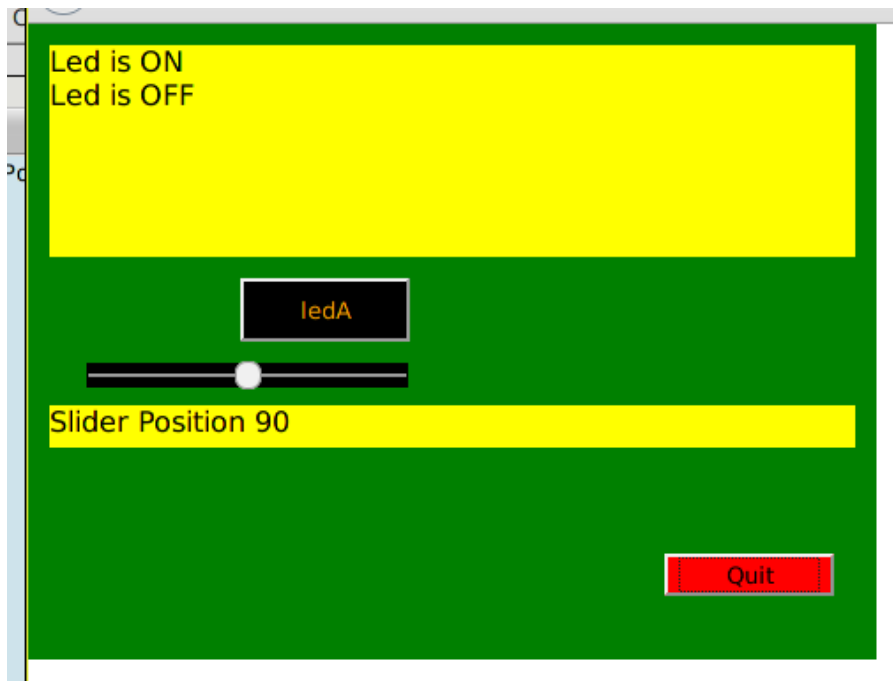 Led is ON
Led is OFF
ledA
Slider Position 90
Quit